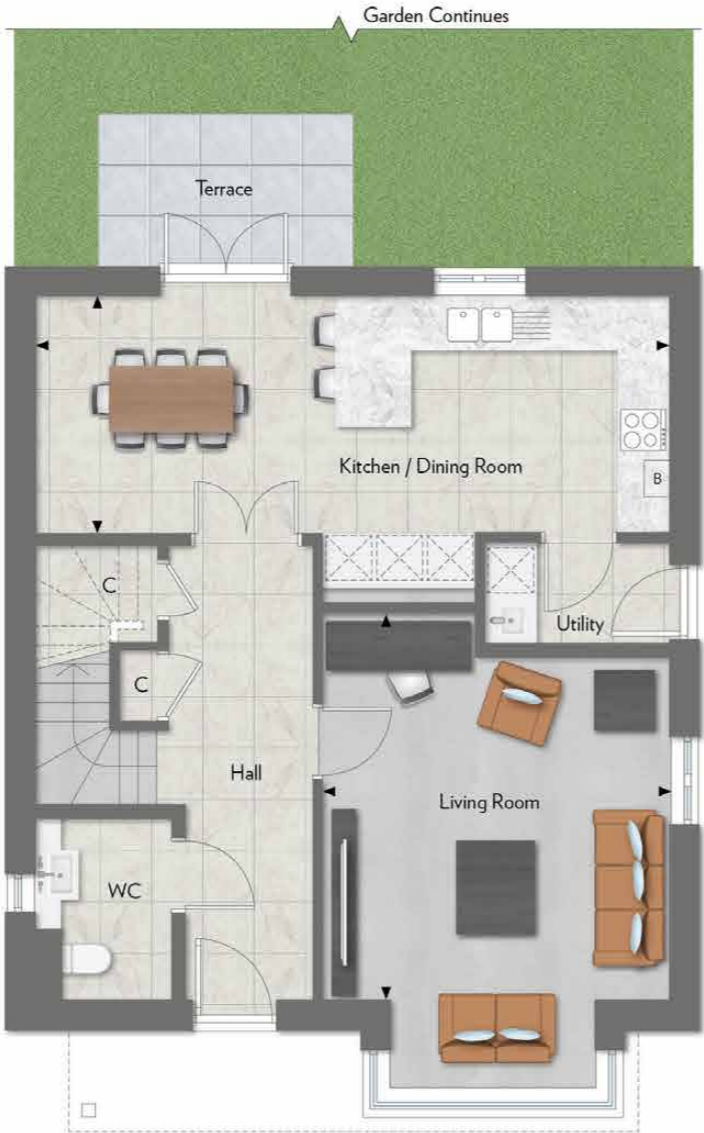 Garden Continues
Terrace
Kitchen / Dining Room
B
C
Utility
C
Hall
Living Room
WC